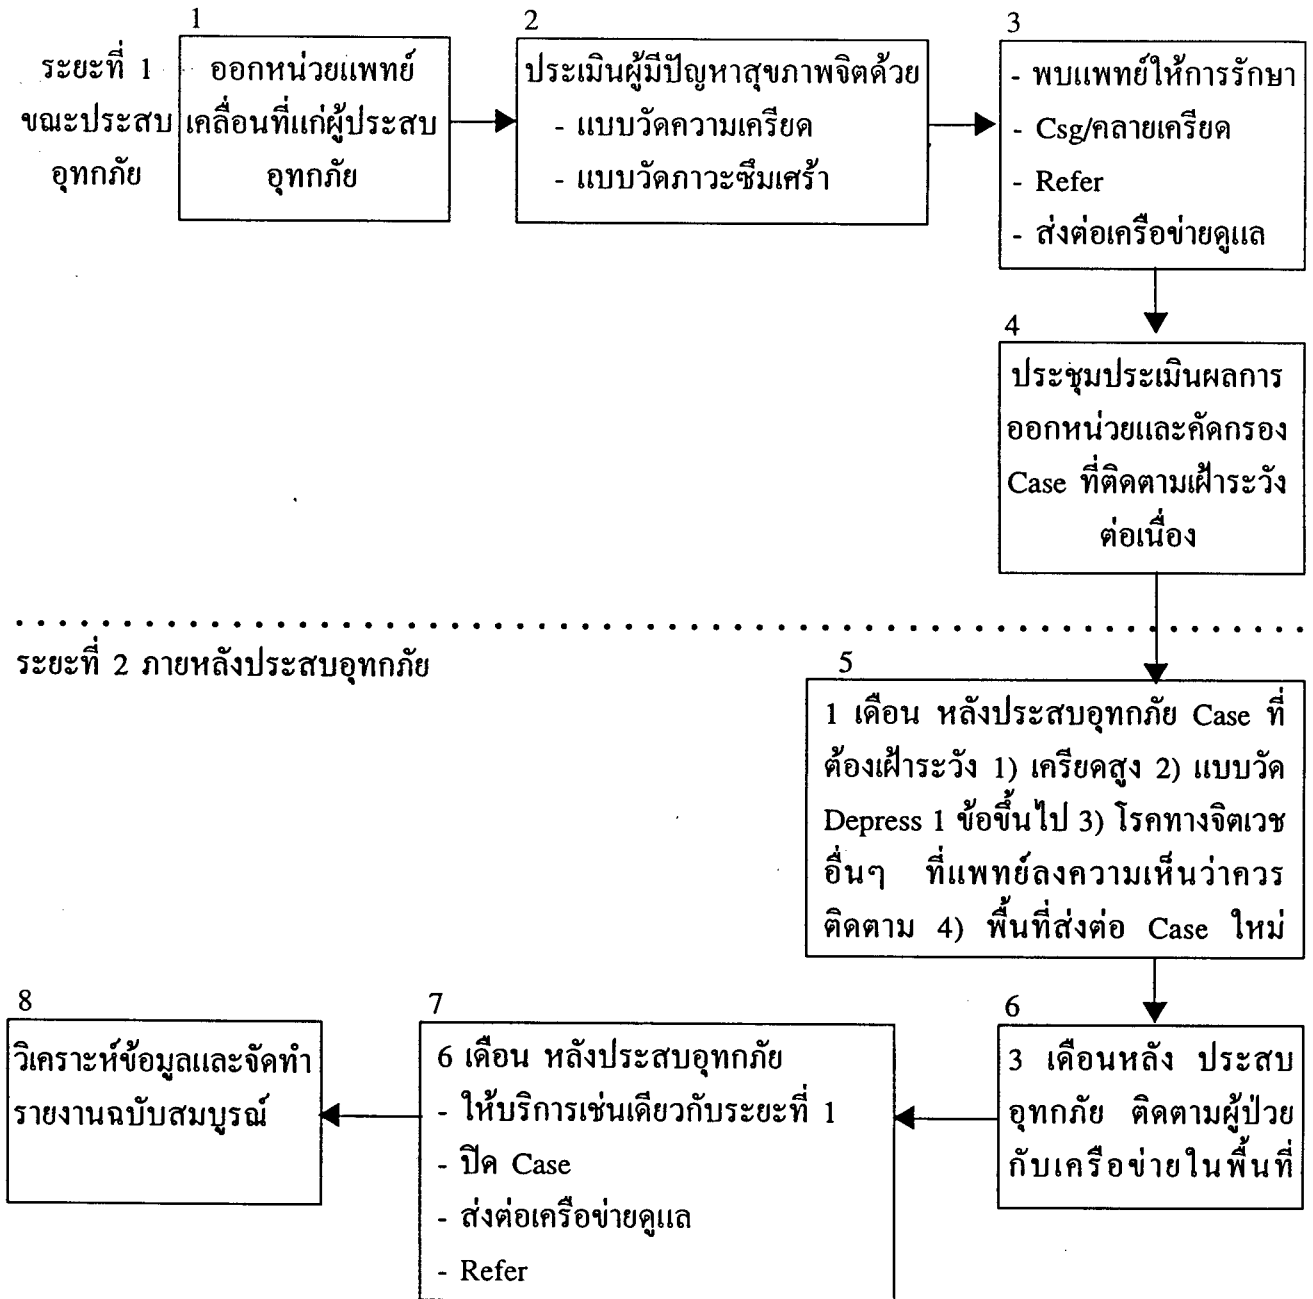 ระยะที่ 1
ขณะประสบ
อุทกภัย
1
ออกหน่วยแพทย์
เคลื่อนที่แก่ผู้ประสบ
อุทกภัย
2
ประเมินผู้มีปัญหาสุขภาพจิตด้วย
- แบบวัดความเครียด
- แบบวัดภาวะซึมเศร้า
3
- พบแพทย์ให้การรักษา
- Csg/คลายเครียด
- Refer
- ส่งต่อเครือข่ายดูแล
4
ประชุมประเมินผลการ
ออกหน่วยและคัดกรอง
Case ที่ติดตามเฝ้าระวัง
ต่อเนื่อง
ระยะที่ 2 ภายหลังประสบอุทกภัย
5
1 เดือน หลังประสบอุทกภัย Case ที่
ต้องเฝ้าระวัง 1) เครียดสูง 2) แบบวัด
Depress 1 ข้อขึ้นไป 3) โรคทางจิตเวช
อื่นๆ ที่แพทย์ลงความเห็นว่าควร
ติดตาม 4) พื้นที่ส่งต่อ Case ใหม่
6
3 เดือนหลัง ประสบ
อุทกภัย ติดตามผู้ป่วย
กับเครือข่ายในพื้นที่
7
6 เดือน หลังประสบอุทกภัย
- ให้บริการเช่นเดียวกับระยะที่ 1
- ปิด Case
- ส่งต่อเครือข่ายดูแล
- Refer
8
วิเคราะห์ข้อมูลและจัดทำ
รายงานฉบับสมบูรณ์